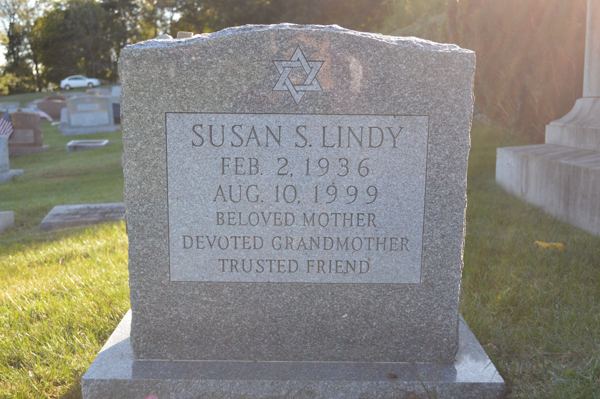 SUSAN S. LINDY
FEB. 2, 1936
AUG. 10, 1999
BELOVED MOTHER
DEVOTED GRANDMOTHER
TRUSTED FRIEND